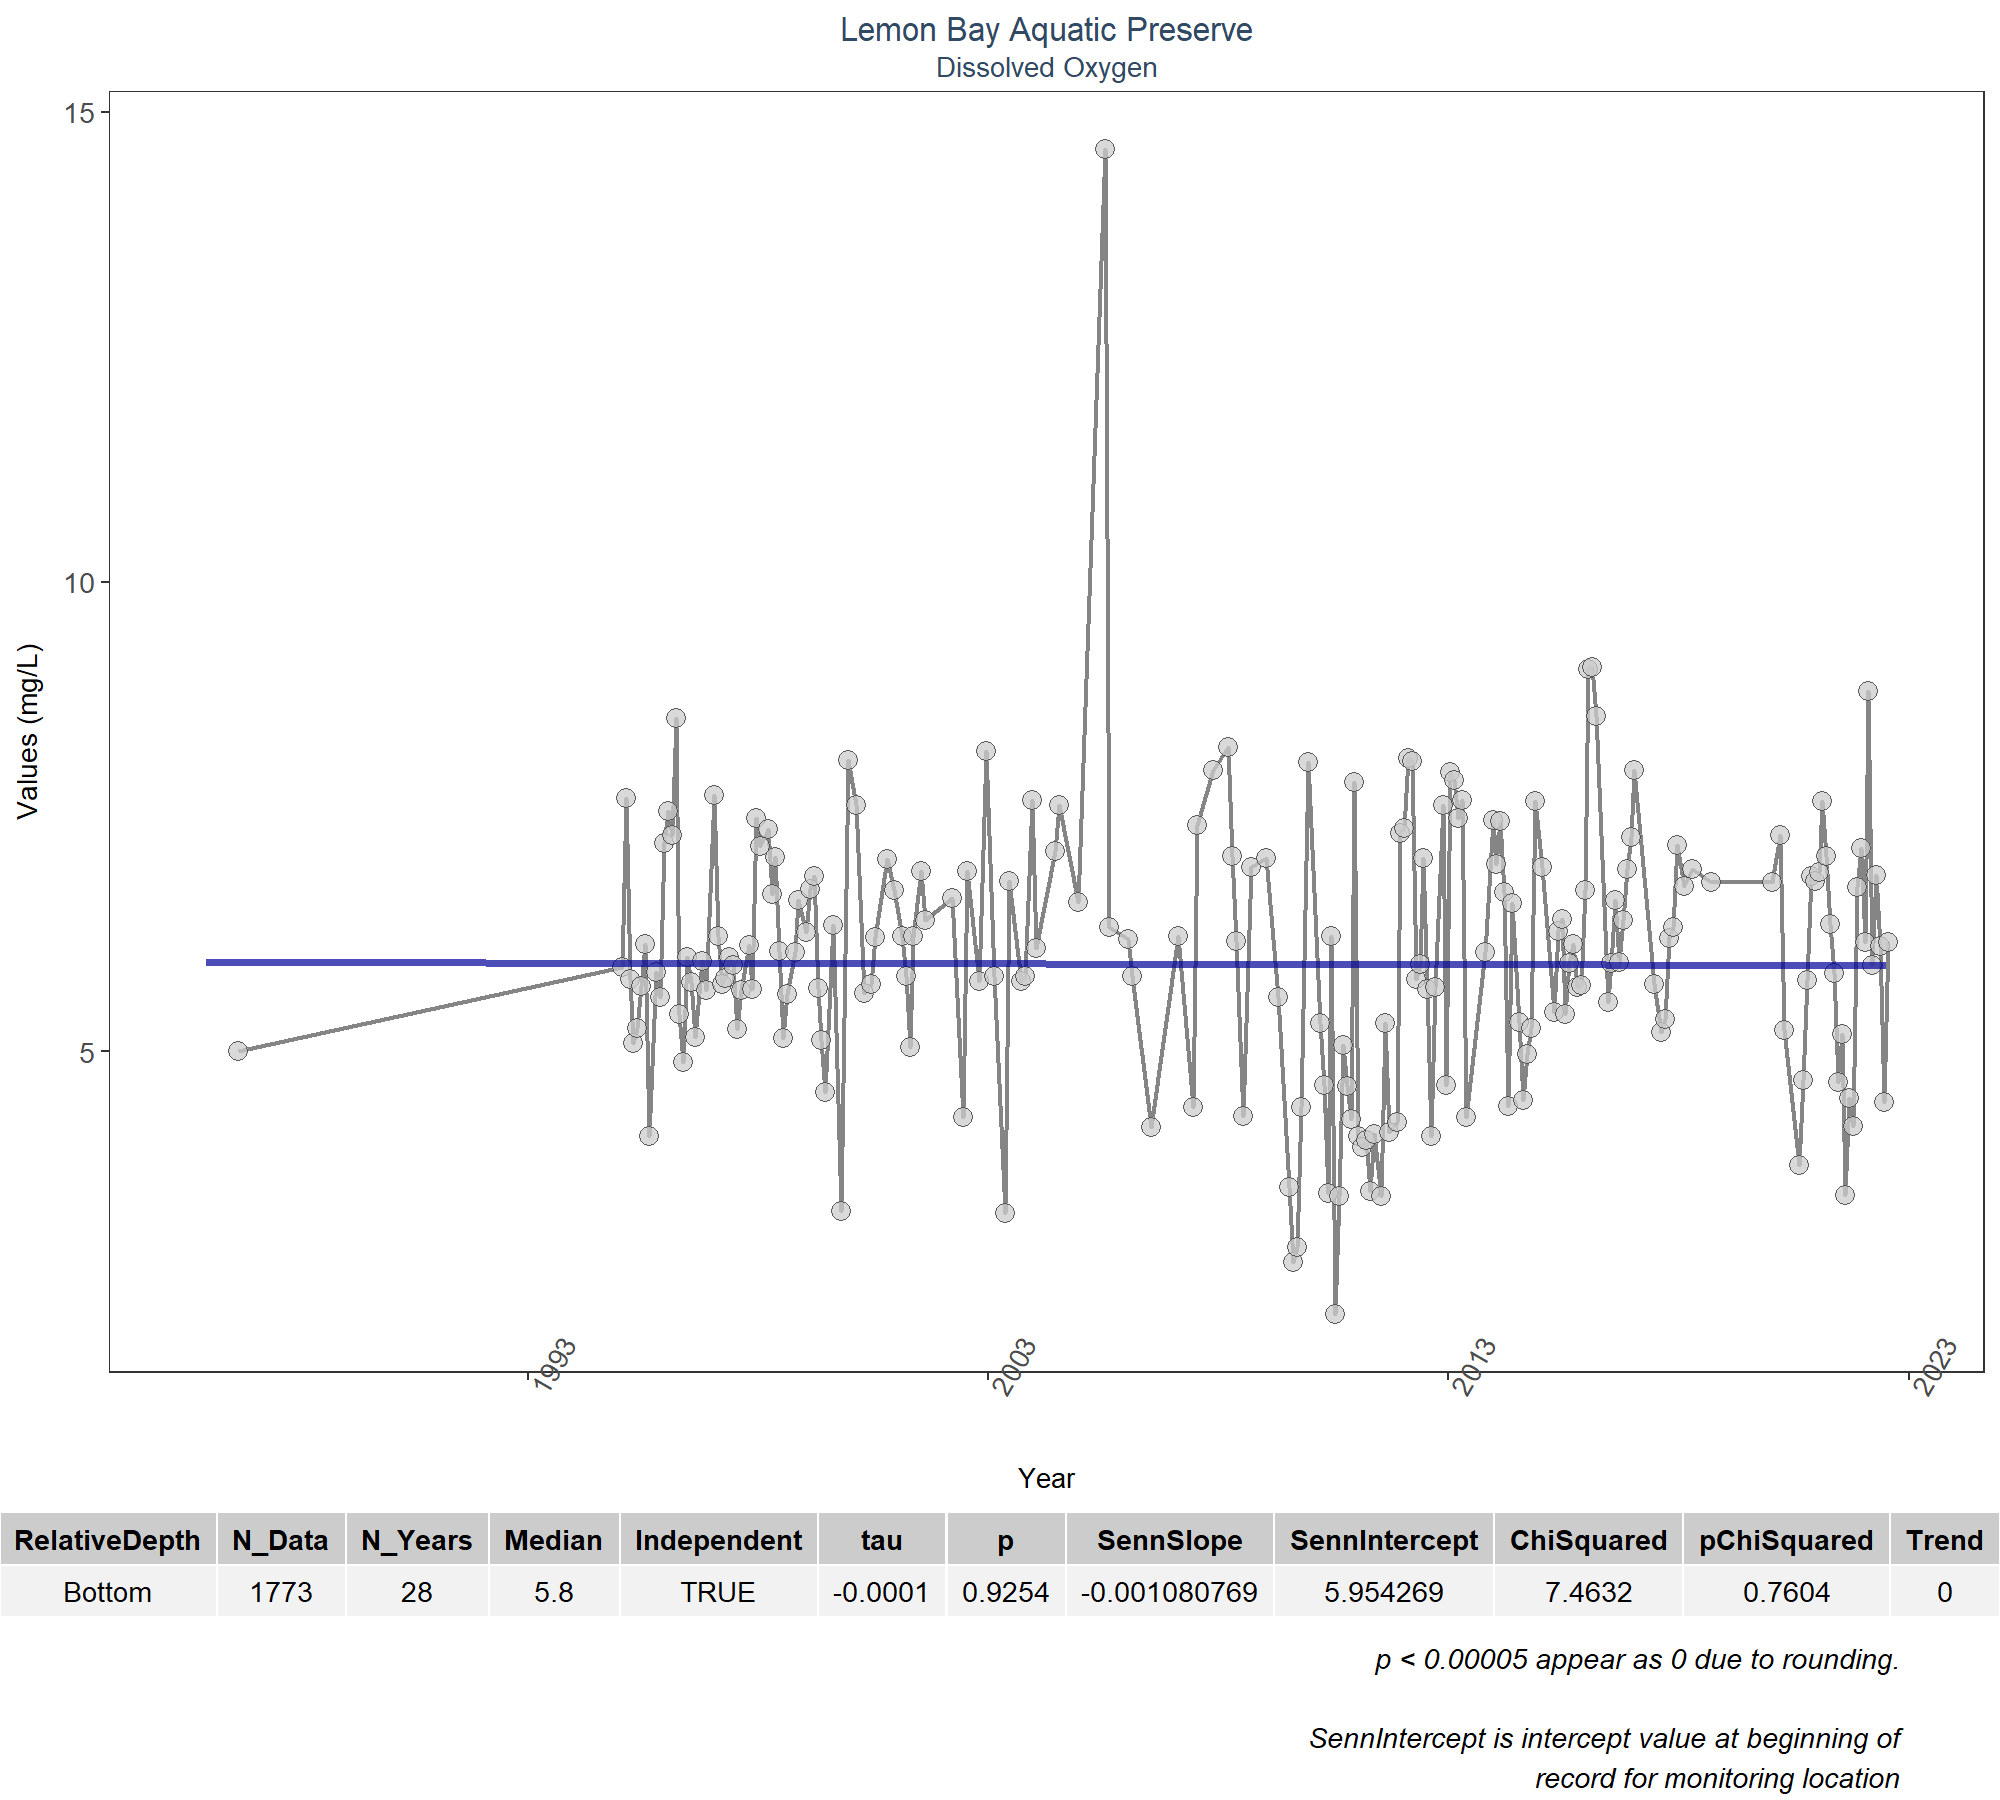 Lemon Bay Aquatic Preserve
Dissolved Oxygen
15
10
5
Values (mg/L)
1993
2003
2013
2023
Year
RelativeDepth N_Data N_Years Median Independent tau p SennSlope SennIntercept ChiSquared pChiSquared Trend
Bottom 1773 28 5.8 TRUE -0.0001 0.9254 -0.001080769 5.954269 7.4632 0.7604 0
p < 0.00005 appear as 0 due to rounding.
SennIntercept is intercept value at beginning of
record for monitoring location